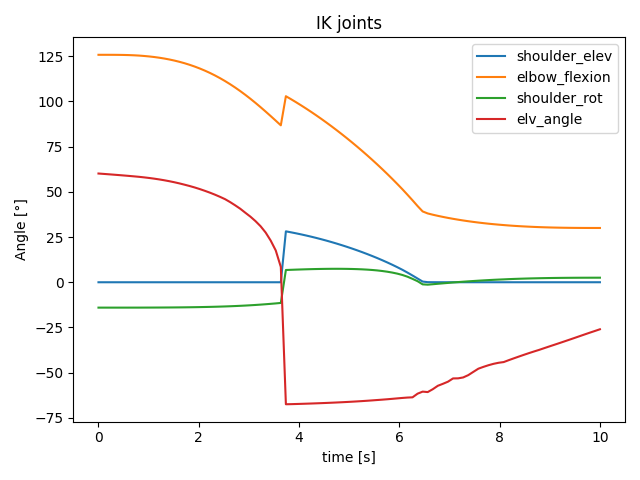 IK joints
shoulder_elev
elbow_flexion
shoulder_rot
elv_angle
Angle [°]
125
100
75
50
25
0
−25
−50
−75
0 2 4 6 8 10
time [s]